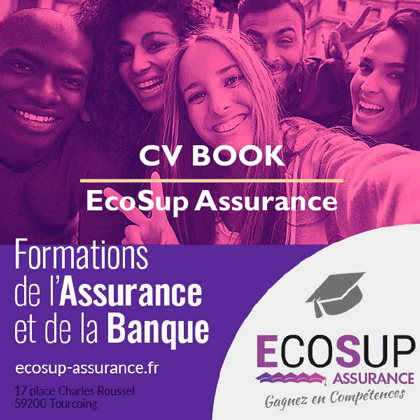 CV BOOK
EcoSup Assurance
Formations
de l'Assurance
et de la Banque
ecosup-assurance.fr
17 place Charles Roussel
59200 Tourcoing
ECOSUP
ASSURANCE
Gagnez en Compétences